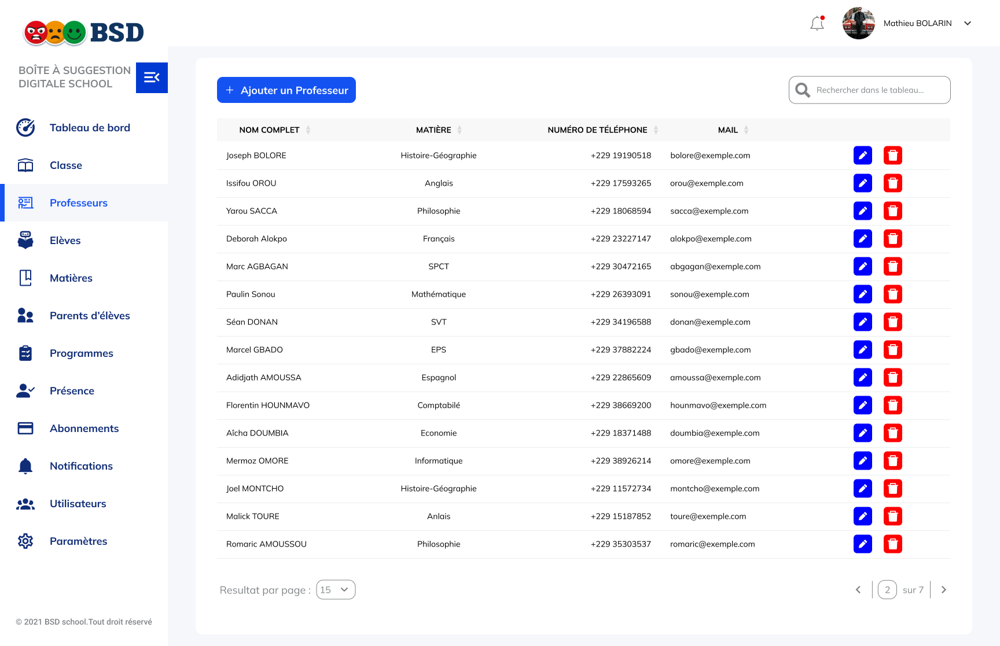 BSD
Mathieu BOLARIN
BOÎTE À SUGGESTION
DIGITALE SCHOOL
Tableau de bord
Classe
Professeurs
Elèves
Matières
Parents d'élèves
Programmes
Présence
Abonnements
Notifications
Utilisateurs
Paramètres
© 2021 BSD school.Tout droit réservé
+ Ajouter un Professeur
Rechercher dans le tableau...
NOM COMPLET MATIÈRE NUMÉRO DE TÉLÉPHONE MAIL
Joseph BOLORE Histoire-Géographie +229 19190518 bolore@exemple.com
Issifou OROU Anglais +229 17593265 orou@exemple.com
Yarou SACCA Philosophie +229 18068594 sacca@exemple.com
Deborah Alokpo Français +229 23227147 alokpo@exemple.com
Marc AGBAGAN SPCT +229 30472165 abgagan@exemple.com
Paulin Sonou Mathématique +229 26393091 sonou@exemple.com
Séan DONAN SVT +229 34196588 donan@exemple.com
Marcel GBADO EPS +229 37882224 gbado@exemple.com
Adidjath AMOUSSA Espagnol +229 22865609 amoussa@exemple.com
Florentin HOUNMAVO Comptabilé +229 38669200 hounmavo@exemple.com
Aîcha DOUMBIA Economie +229 18371488 doumbia@exemple.com
Mermoz OMORE Informatique +229 38926214 omore@exemple.com
Joel MONTCHO Histoire-Géographie +229 11572734 montcho@exemple.com
Malick TOURE Anlais +229 15187852 toure@exemple.com
Romaric AMOUSSOU Philosophie +229 35303537 romaric@exemple.com
Resultat par page : 15
2 sur 7